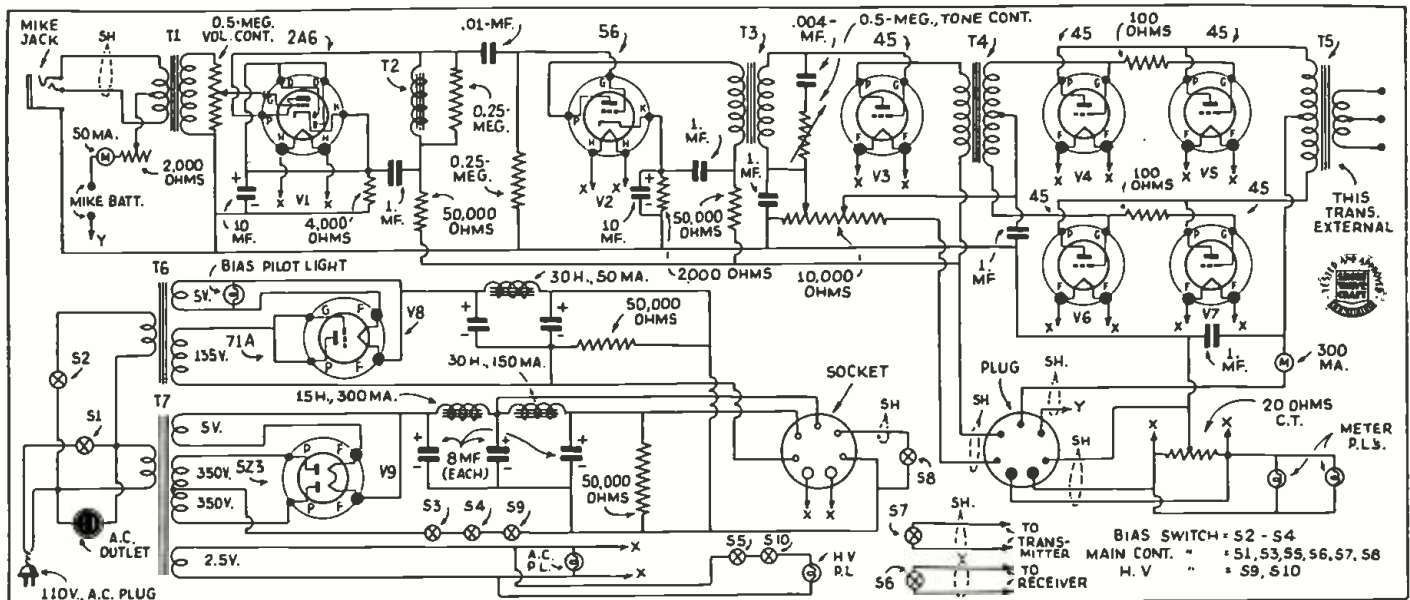 MIKE
JACK
SH
T1
0.5-MEG.
VOL. CONT.
2A6
.01-MF.
56
T3
.004-
MF.
0.5-MEG., TONE CONT.
45
T4
45
100
OHMS
45
T5
50
MA.
M
2,000
OHMS
MIKE BATT.
Y
D
D
G
P
K
H
H
+
-
10
MF.
X
X
V1
4,000
OHMS
1.
MF.
T2
0.25-
MEG.
0.25-
MEG.
50,000
OHMS
G
P
K
H
H
X
X
V2
+
-
10
MF.
1.
MF.
2000 OHMS
50,000
OHMS
1.
MF.
10,000
OHMS
P
G
F
F
X
X
V3
1.
MF
P
G
F
F
X
X
V4
P
G
F
F
X
X
V5
45
100
OHMS
45
P
G
F
F
X
X
V6
P
G
F
F
X
X
V7
1.
MF.
THIS
TRANS.
EXTERNAL
M
300
MA.
T6
BIAS PILOT LIGHT
5V.
135V.
71A
G
F
P
F
V8
30 H., 50 MA.
+
-
+
-
50,000
OHMS
30 H., 150 MA.
15 H., 300 MA.
S2
S1
T7
5V.
350V.
350V.
5Z3
P
F
P
F
V9
+
-
+
-
+
-
8 MF
(EACH)
50,000
OHMS
S3
S4
S9
2.5V.
A.C.
P.L.
X
X
S5
S10
H V
P.L
A.C.
OUTLET
110V., A.C. PLUG
SOCKET
X
X
SH
S8
PLUG
SH
SH.
Y
SH
X
20 OHMS
C.T.
X
METER
P.L'S.
S7
SH.
TO
TRANS-
MITTER
X
S6
TO
RECEIVER
BIAS SWITCH = S2 - S4
MAIN CONT. " = S1, S3, S5, S6, S7, S8
H. V " = S9, S10